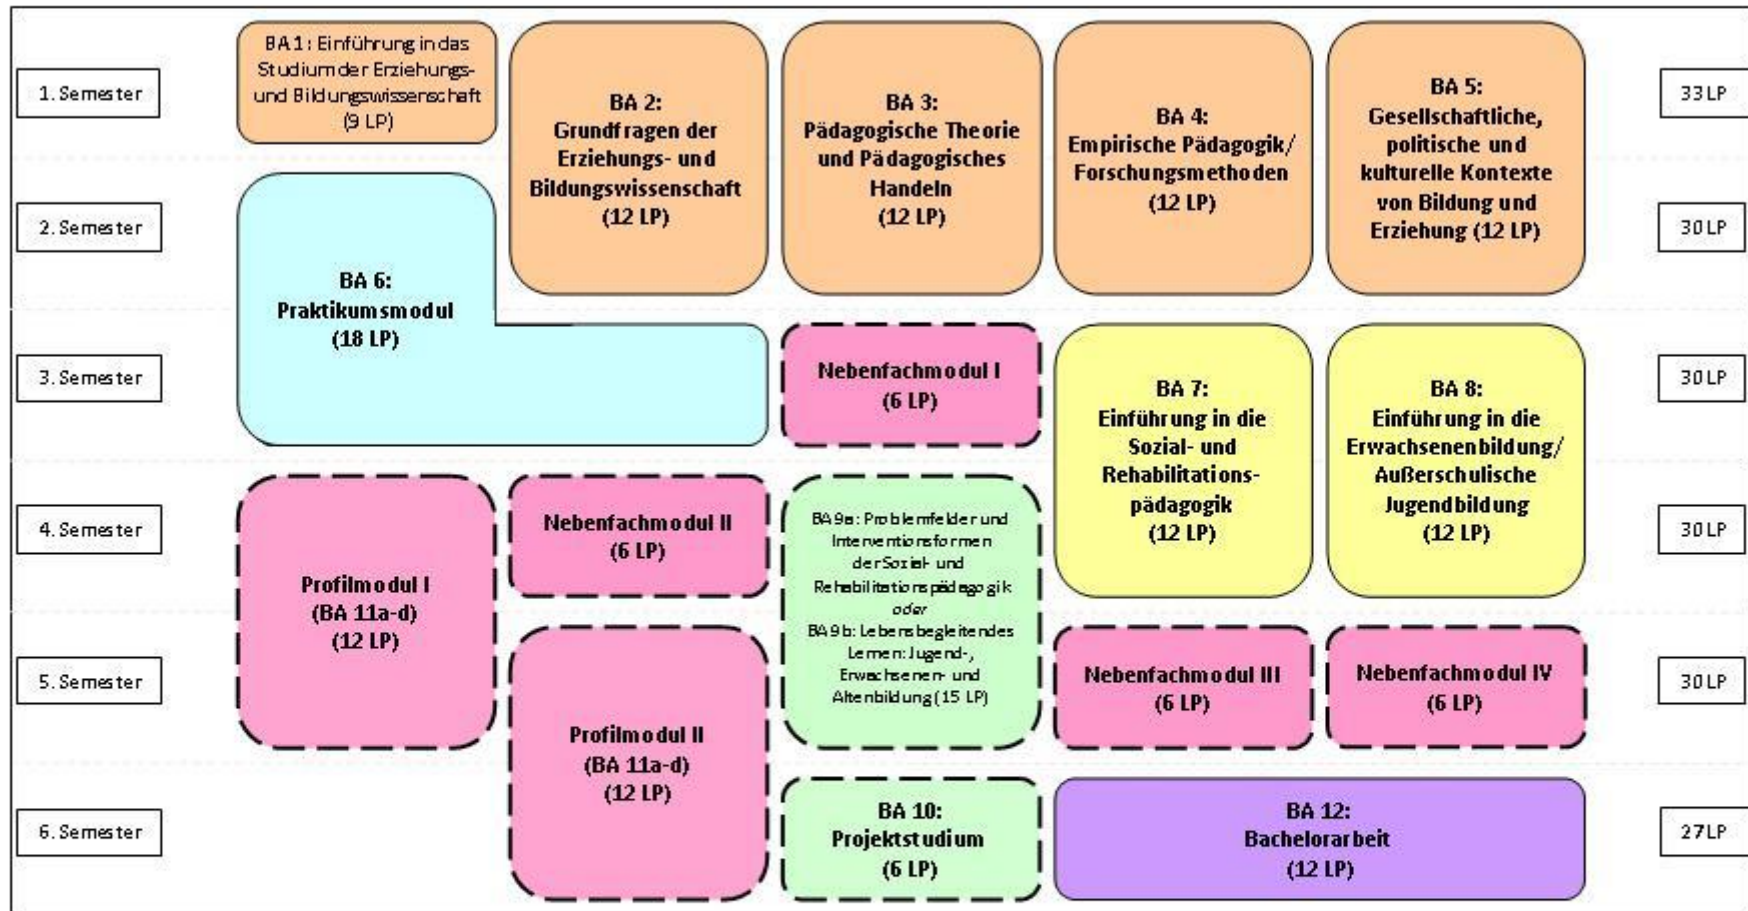 1. Semester
BA 1: Einführung in das
Studium der Erziehungs-
und Bildungswissenschaft
(9 LP)
BA 2:
Grundfragen der
Erziehungs- und
Bildungswissenschaft
(12 LP)
BA 3:
Pädagogische Theorie
und Pädagogisches
Handeln
(12 LP)
BA 4:
Empirische Pädagogik/
Forschungsmethoden
(12 LP)
BA 5:
Gesellschaftliche,
politische und
kulturelle Kontexte
von Bildung und
Erziehung (12 LP)
33 LP
2. Semester
30 LP
BA 6:
Praktikumsmodul
(18 LP)
3. Semester
Nebenfachmodul I
(6 LP)
BA 7:
Einführung in die
Sozial- und
Rehabilitations-
pädagogik
(12 LP)
BA 8:
Einführung in die
Erwachsenenbildung/
Außerschulische
Jugendbildung
(12 LP)
30 LP
4. Semester
Profilmodul I
(BA 11a-d)
(12 LP)
Nebenfachmodul II
(6 LP)
BA 9a: Problemfelder und
Interventionsformen
der Sozial- und
Rehabilitationspädagogik
oder
BA 9b: Lebensbegleitendes
Lernen: Jugend-,
Erwachsenen- und
Altenbildung (15 LP)
30 LP
5. Semester
Profilmodul II
(BA 11a-d)
(12 LP)
Nebenfachmodul III
(6 LP)
Nebenfachmodul IV
(6 LP)
30 LP
6. Semester
BA 10:
Projektstudium
(6 LP)
BA 12:
Bachelorarbeit
(12 LP)
27 LP